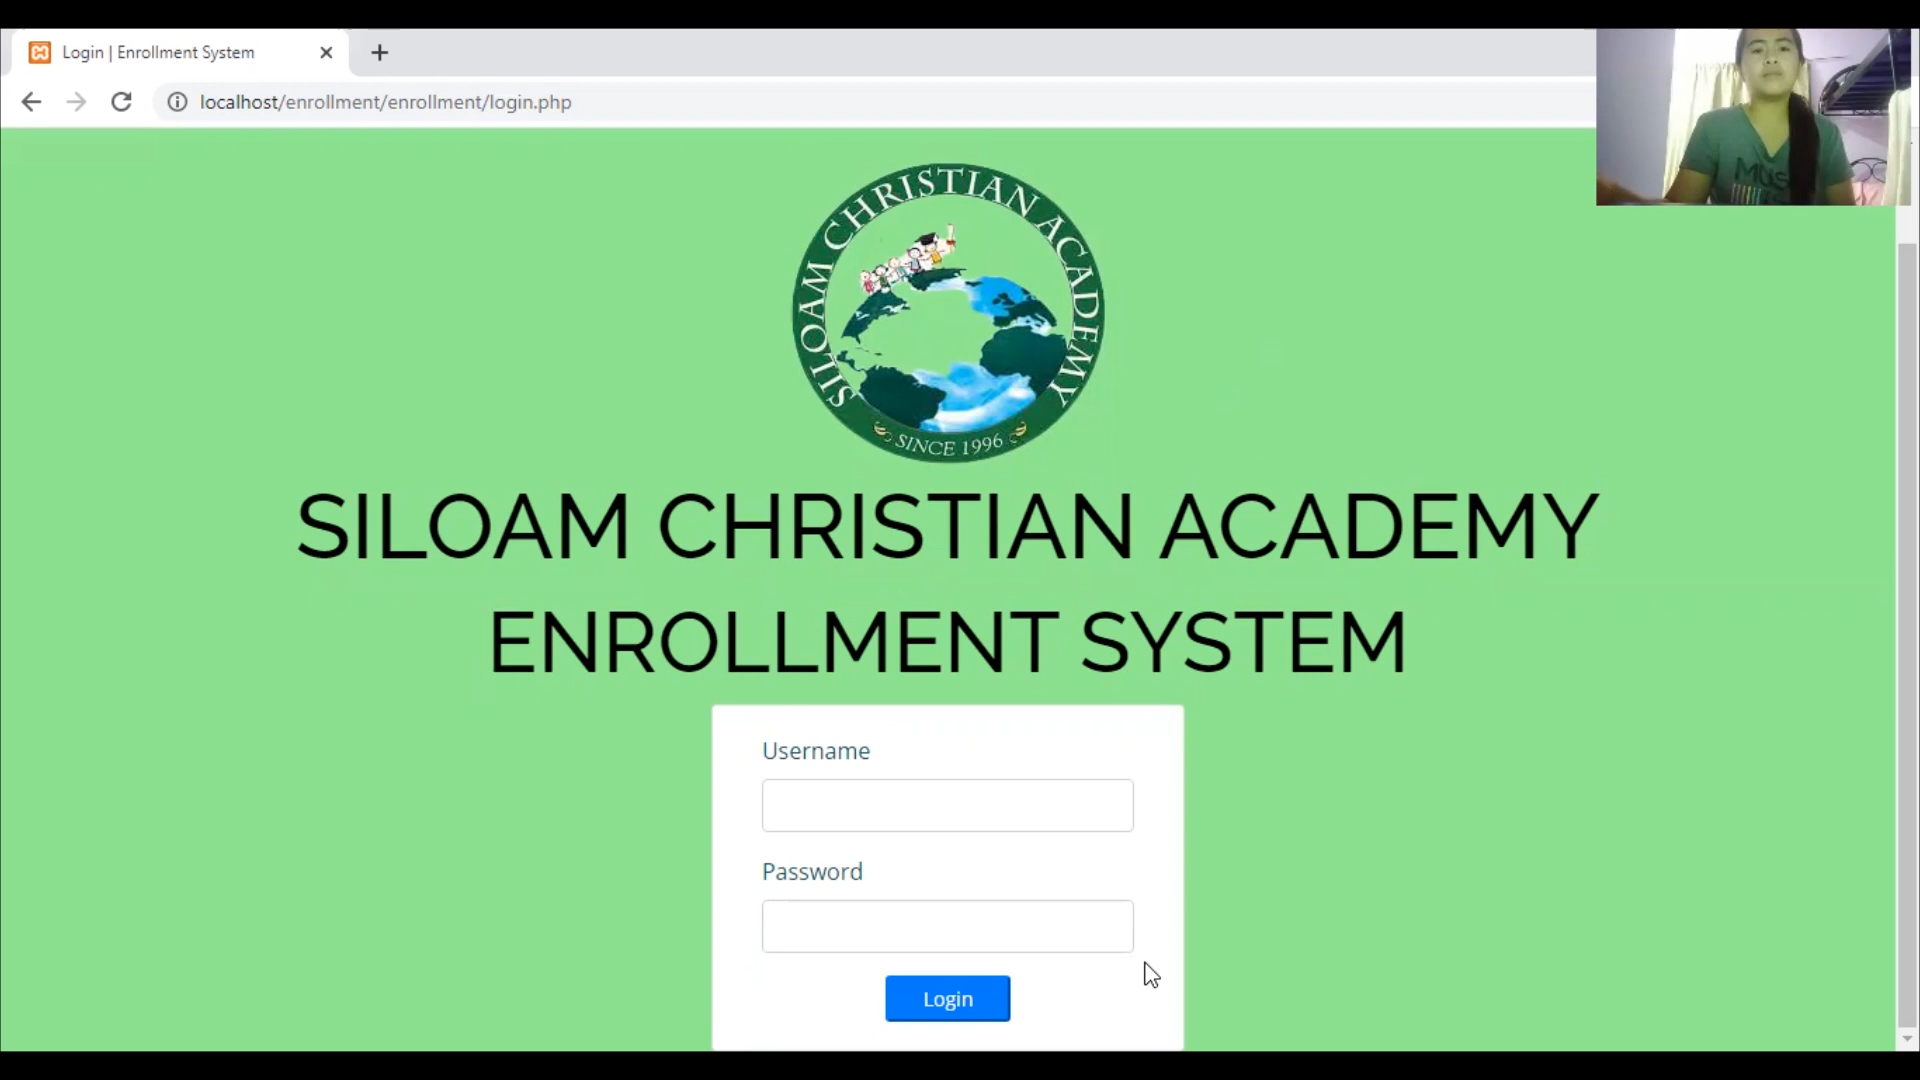 Login | Enrollment System
localhost/enrollment/enrollment/login.php
SILOAM CHRISTIAN ACADEMY
SINCE 1996
SILOAM CHRISTIAN ACADEMY
ENROLLMENT SYSTEM
Username
Password
Login